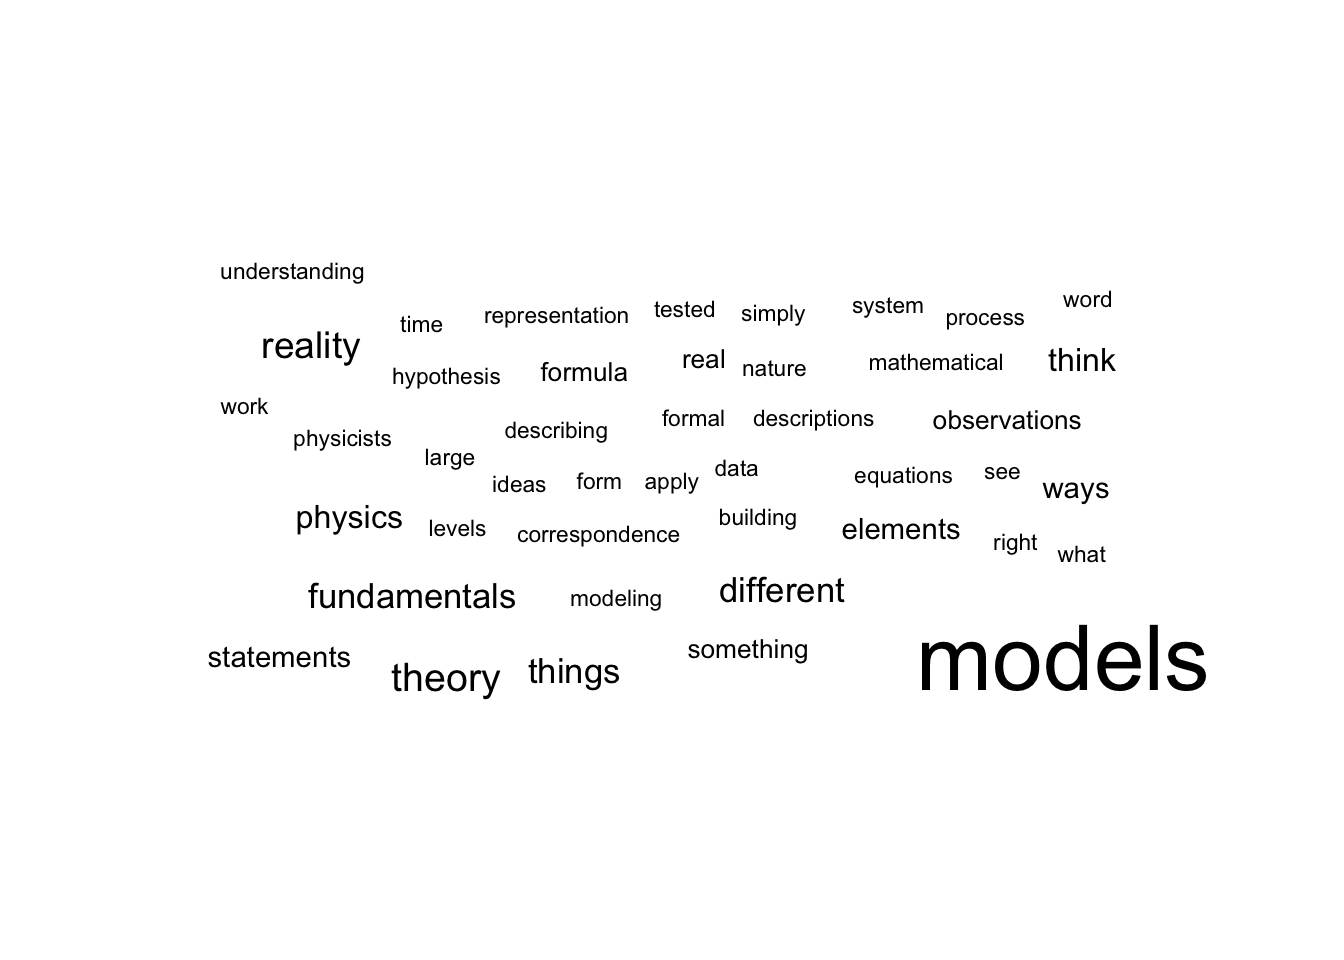 understanding
time representation tested simply system process word
reality hypothesis formula real nature mathematical think
work physicists describing formal descriptions observations
large ideas form apply data equations see ways
physics levels correspondence building elements right what
fundamentals modeling different
statements theory things something models